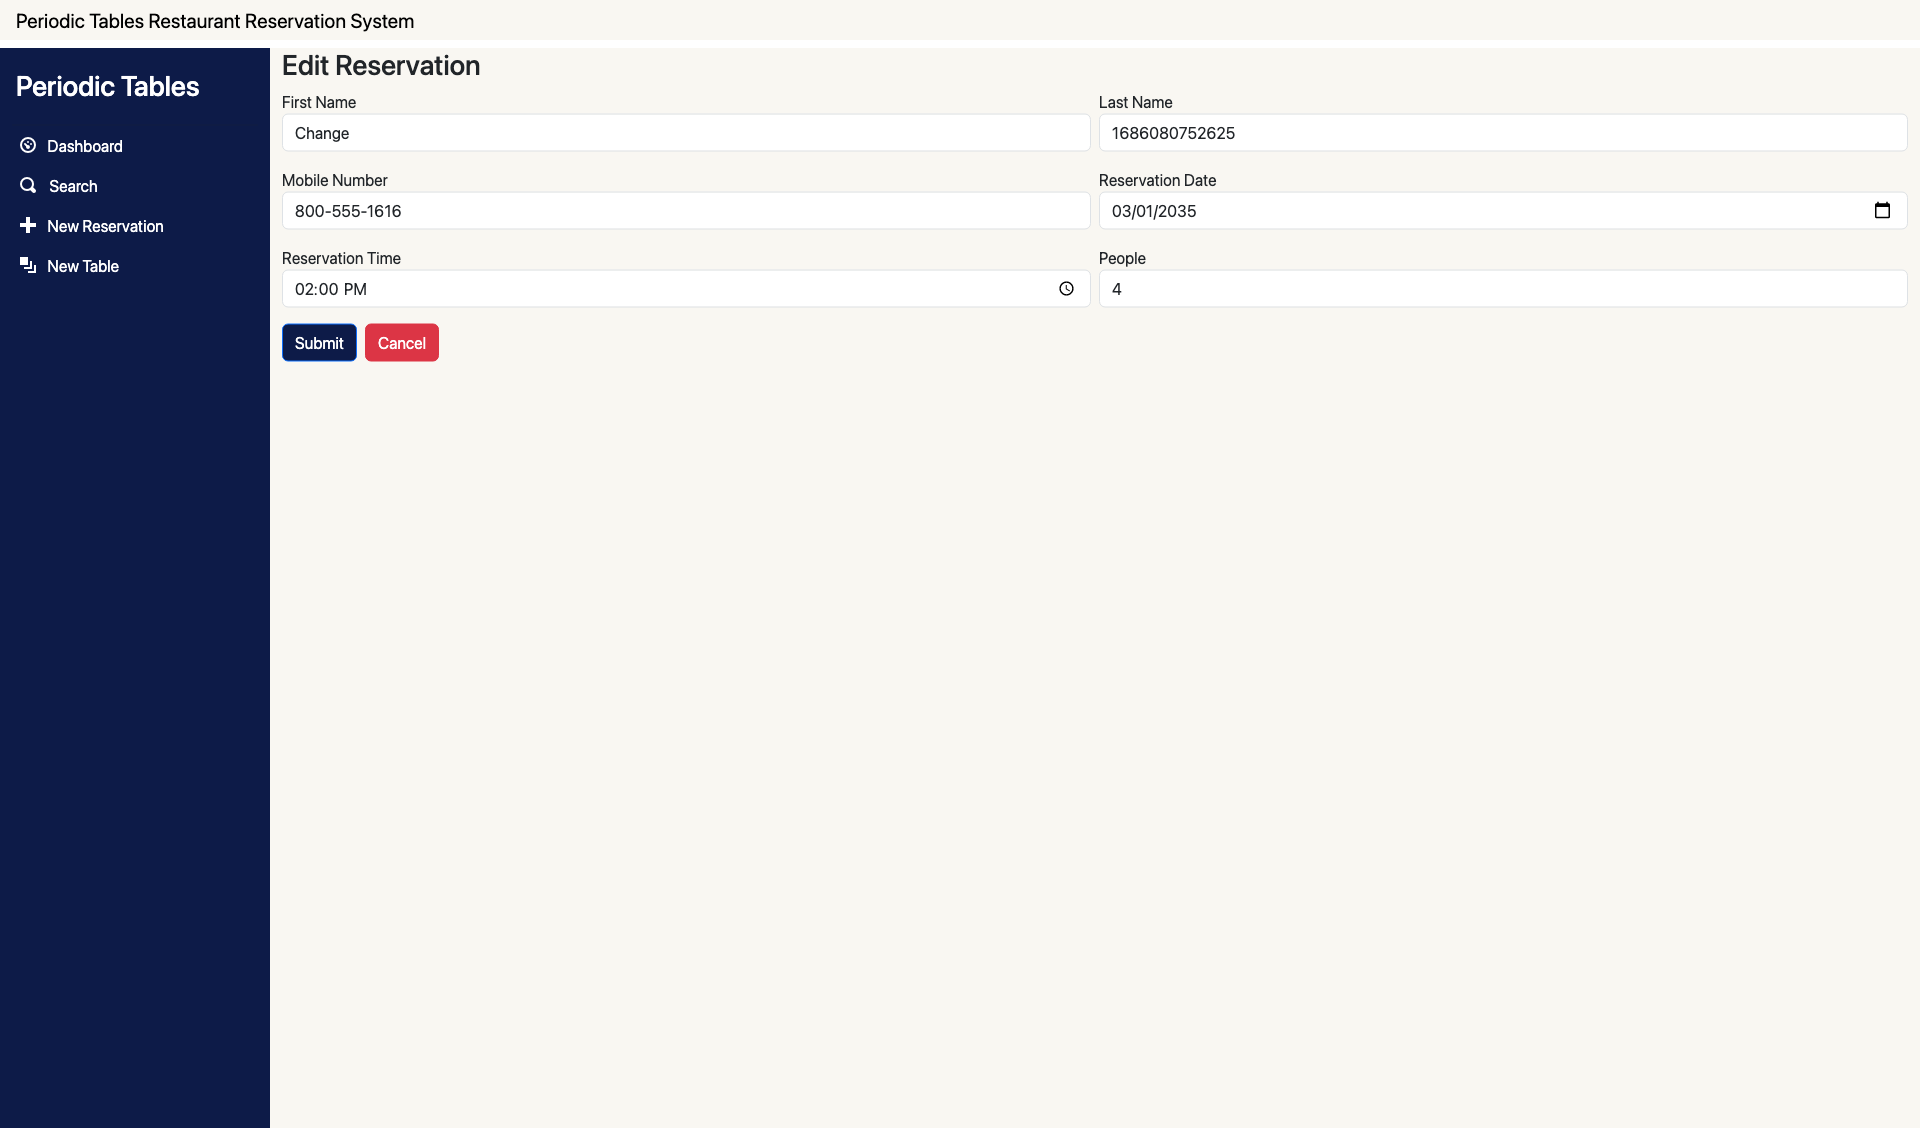 Periodic Tables Restaurant Reservation System
Periodic Tables
Dashboard
Search
New Reservation
New Table
Edit Reservation
First Name
Last Name
Change
1686080752625
Mobile Number
Reservation Date
800-555-1616
03/01/2035
Reservation Time
People
02:00 PM
4
Submit
Cancel